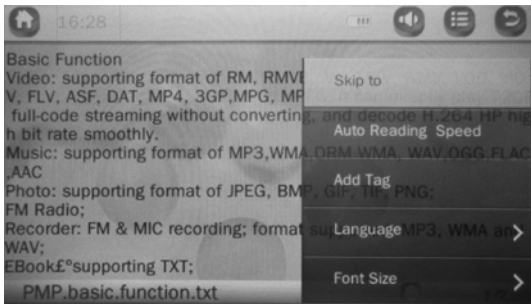 16:28
Basic Function
Video: supporting format of RM, RMVB
V, FLV, ASF, DAT, MP4, 3GP,MPG, MP
full-code streaming without converting, and decode H.264 HP hig
h bit rate smoothly.
Music: supporting format of MP3,WMA,DRM WMA, WAV,OGG,FLAC
,AAC
Photo: supporting format of JPEG, BMP, GIF, TIF, PNG;
FM Radio;
Recorder: FM & MIC recording; format supporting MP3, WMA and
WAV;
EBook£ºsupporting TXT;
PMP.basic.function.txt
Skip to
Auto Reading Speed
Add Tag
Language
Font Size